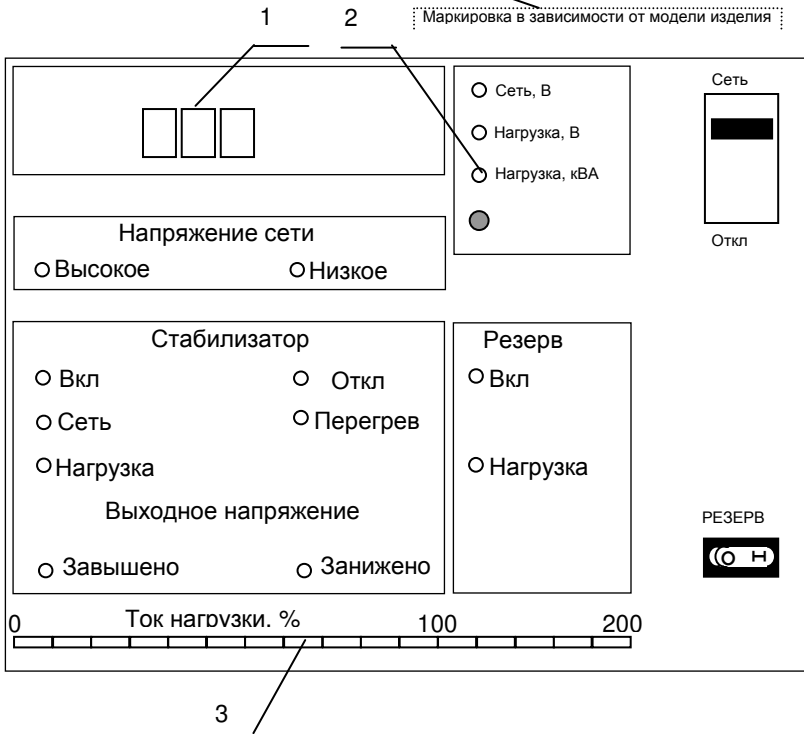 Маркировка в зависимости от модели изделия
1 2
Сеть, В
Нагрузка, В
Нагрузка, кВА
Сеть
Откл
Напряжение сети
Высокое Низкое
Стабилизатор
Вкл Откл
Сеть Перегрев
Нагрузка
Выходное напряжение
Завышено Занижено
Резерв
Вкл
Нагрузка
РЕЗЕРВ
Ток нагрузки, %
0 100 200
3